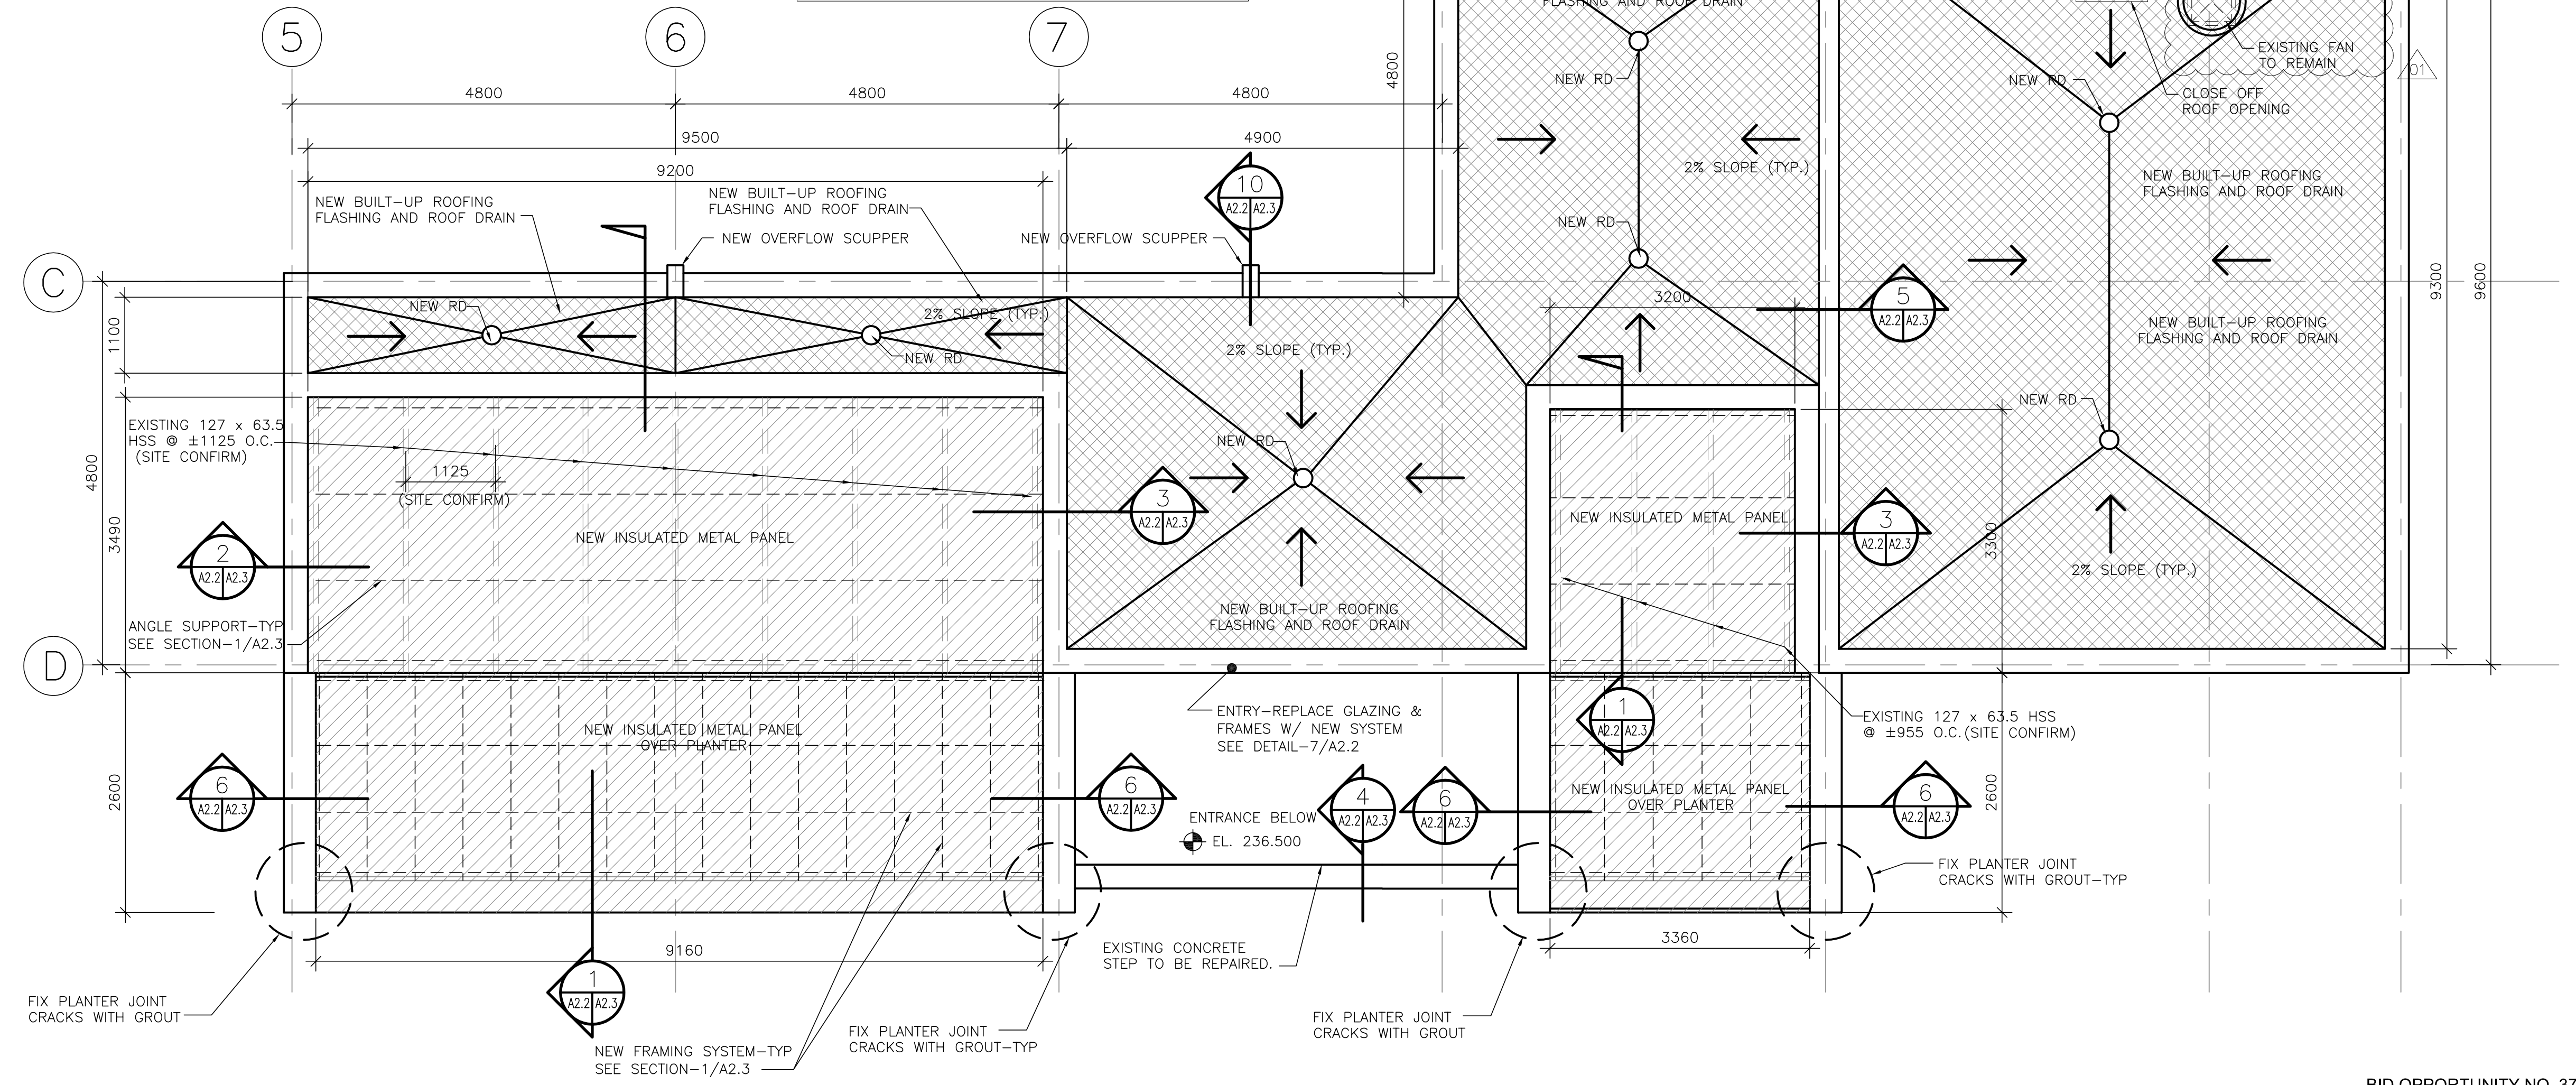 5
6
7
FLASHING AND ROOF DRAIN
EXISTING FAN
TO REMAIN
01
NEW RD
NEW RD
CLOSE OFF
ROOF OPENING
4800
4800
4800
4800
9500
4900
9200
2% SLOPE (TYP.)
NEW BUILT-UP ROOFING
FLASHING AND ROOF DRAIN
NEW BUILT-UP ROOFING
FLASHING AND ROOF DRAIN
NEW BUILT-UP ROOFING
FLASHING AND ROOF DRAIN
10
A2.2 A2.3
NEW OVERFLOW SCUPPER
NEW OVERFLOW SCUPPER
NEW RD
C
9300
9600
1100
NEW RD
2% SLOPE (TYP.)
NEW RD
3200
5
A2.2 A2.3
NEW BUILT-UP ROOFING
FLASHING AND ROOF DRAIN
2% SLOPE (TYP.)
NEW RD
EXISTING 127 x 63.5
HSS @ ±1125 O.C.
(SITE CONFIRM)
4800
3490
1125
(SITE CONFIRM)
NEW RD
3
A2.2 A2.3
NEW INSULATED METAL PANEL
NEW INSULATED METAL PANEL
3
A2.2 A2.3
3300
2
A2.2 A2.3
2% SLOPE (TYP.)
NEW BUILT-UP ROOFING
FLASHING AND ROOF DRAIN
ANGLE SUPPORT-TYP
SEE SECTION-1/A2.3
D
ENTRY-REPLACE GLAZING &
FRAMES W/ NEW SYSTEM
SEE DETAIL-7/A2.2
1
A2.2 A2.3
EXISTING 127 x 63.5 HSS
@ ±955 O.C.(SITE CONFIRM)
NEW INSULATED METAL PANEL
OVER PLANTER
2600
6
A2.2 A2.3
6
A2.2 A2.3
ENTRANCE BELOW
EL. 236.500
4
A2.2 A2.3
6
A2.2 A2.3
NEW INSULATED METAL PANEL
OVER PLANTER
6
A2.2 A2.3
2600
FIX PLANTER JOINT
CRACKS WITH GROUT-TYP
9160
3360
EXISTING CONCRETE
STEP TO BE REPAIRED.
1
A2.2 A2.3
FIX PLANTER JOINT
CRACKS WITH GROUT
FIX PLANTER JOINT
CRACKS WITH GROUT-TYP
FIX PLANTER JOINT
CRACKS WITH GROUT
NEW FRAMING SYSTEM-TYP
SEE SECTION-1/A2.3
BID OPPORTUNITY NO. 37